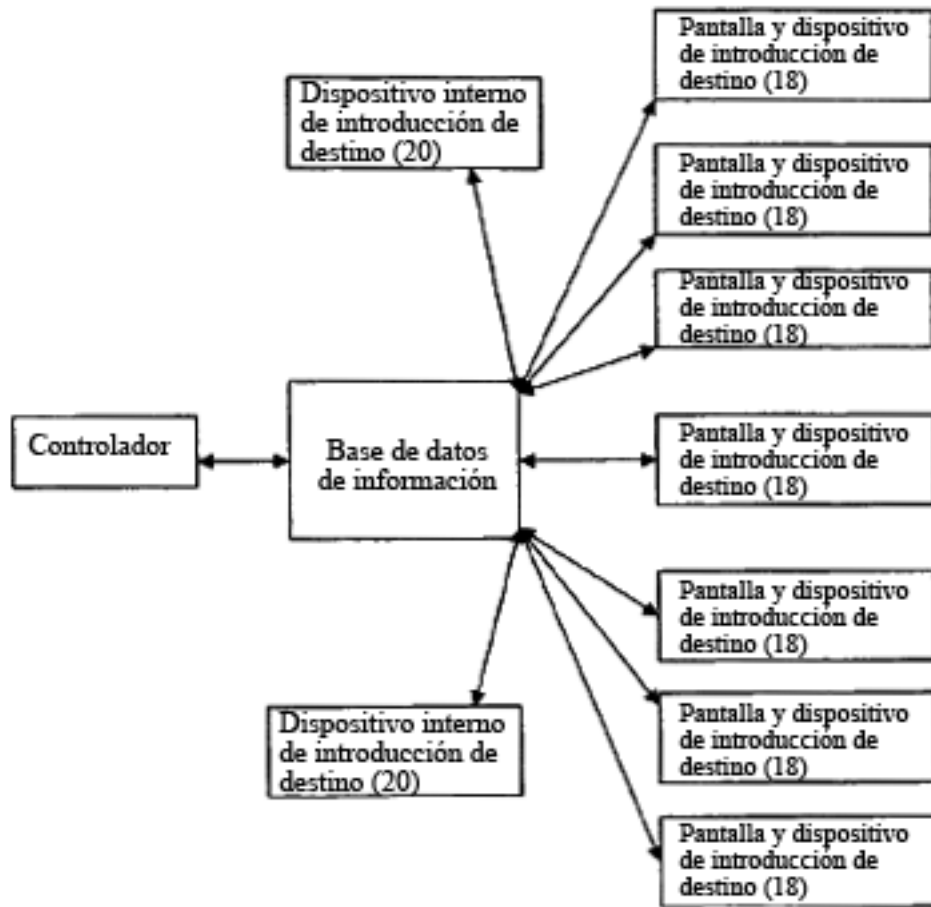 Pantalla y dispositivo
de introducción de
destino (18)
Dispositivo interno
de introducción de
destino (20)
Pantalla y dispositivo
de introducción de
destino (18)
Pantalla y dispositivo
de introducción de
destino (18)
Controlador
Base de datos
de información
Pantalla y dispositivo
de introducción de
destino (18)
Pantalla y dispositivo
de introducción de
destino (18)
Dispositivo interno
de introducción de
destino (20)
Pantalla y dispositivo
de introducción de
destino (18)
Pantalla y dispositivo
de introducción de
destino (18)